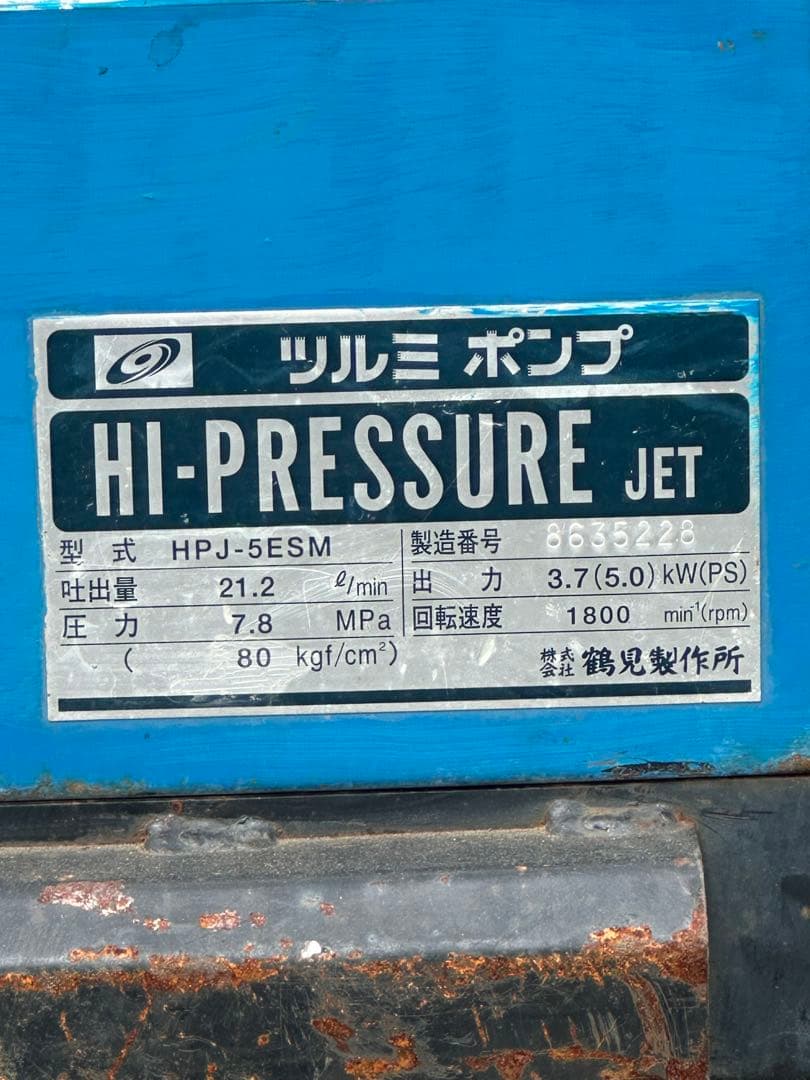 ツルミポンプ
HI-PRESSURE JET
型式 HPJ-5ESM
製造番号 8635228
吐出量 21.2 ℓ/min
出力 3.7(5.0)kW(PS)
圧力 7.8 MPa
回転速度 1800 min⁻¹(rpm)
( 80 kgf/cm²)
株式会社 鶴見製作所